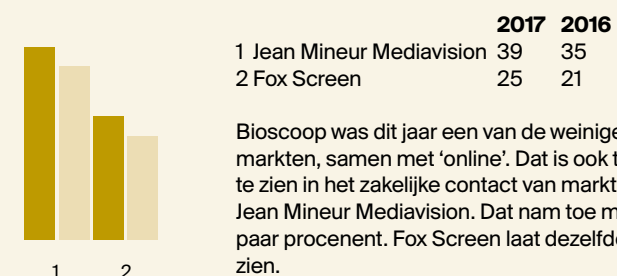 2017 2016
1 Jean Mineur Mediavision 39 35
2 Fox Screen 25 21
Bioscoop was dit jaar een van de weinige
markten, samen met ‘online’. Dat is ook
te zien in het zakelijke contact van
Jean Mineur Mediavision. Dat nam toe
paar procenent. Fox Screen laat
zien.
1 2